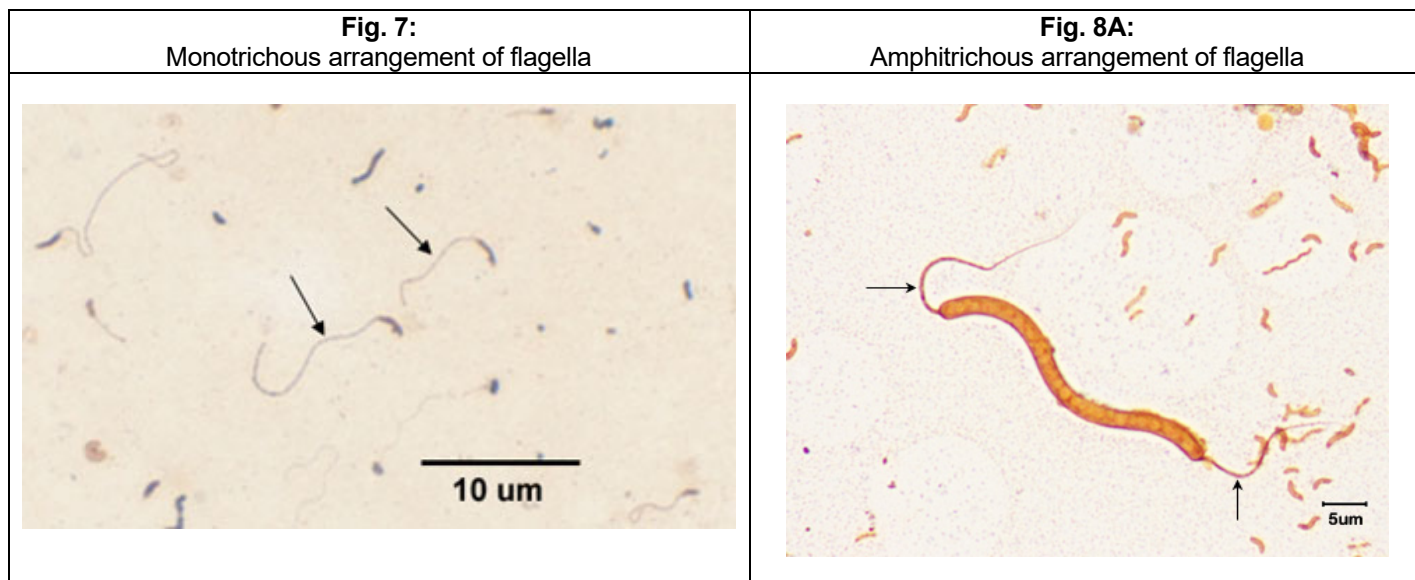 Fig. 7:
Monotrichous arrangement of flagella
Fig. 8A:
Amphitrichous arrangement of flagella
10 um
5um